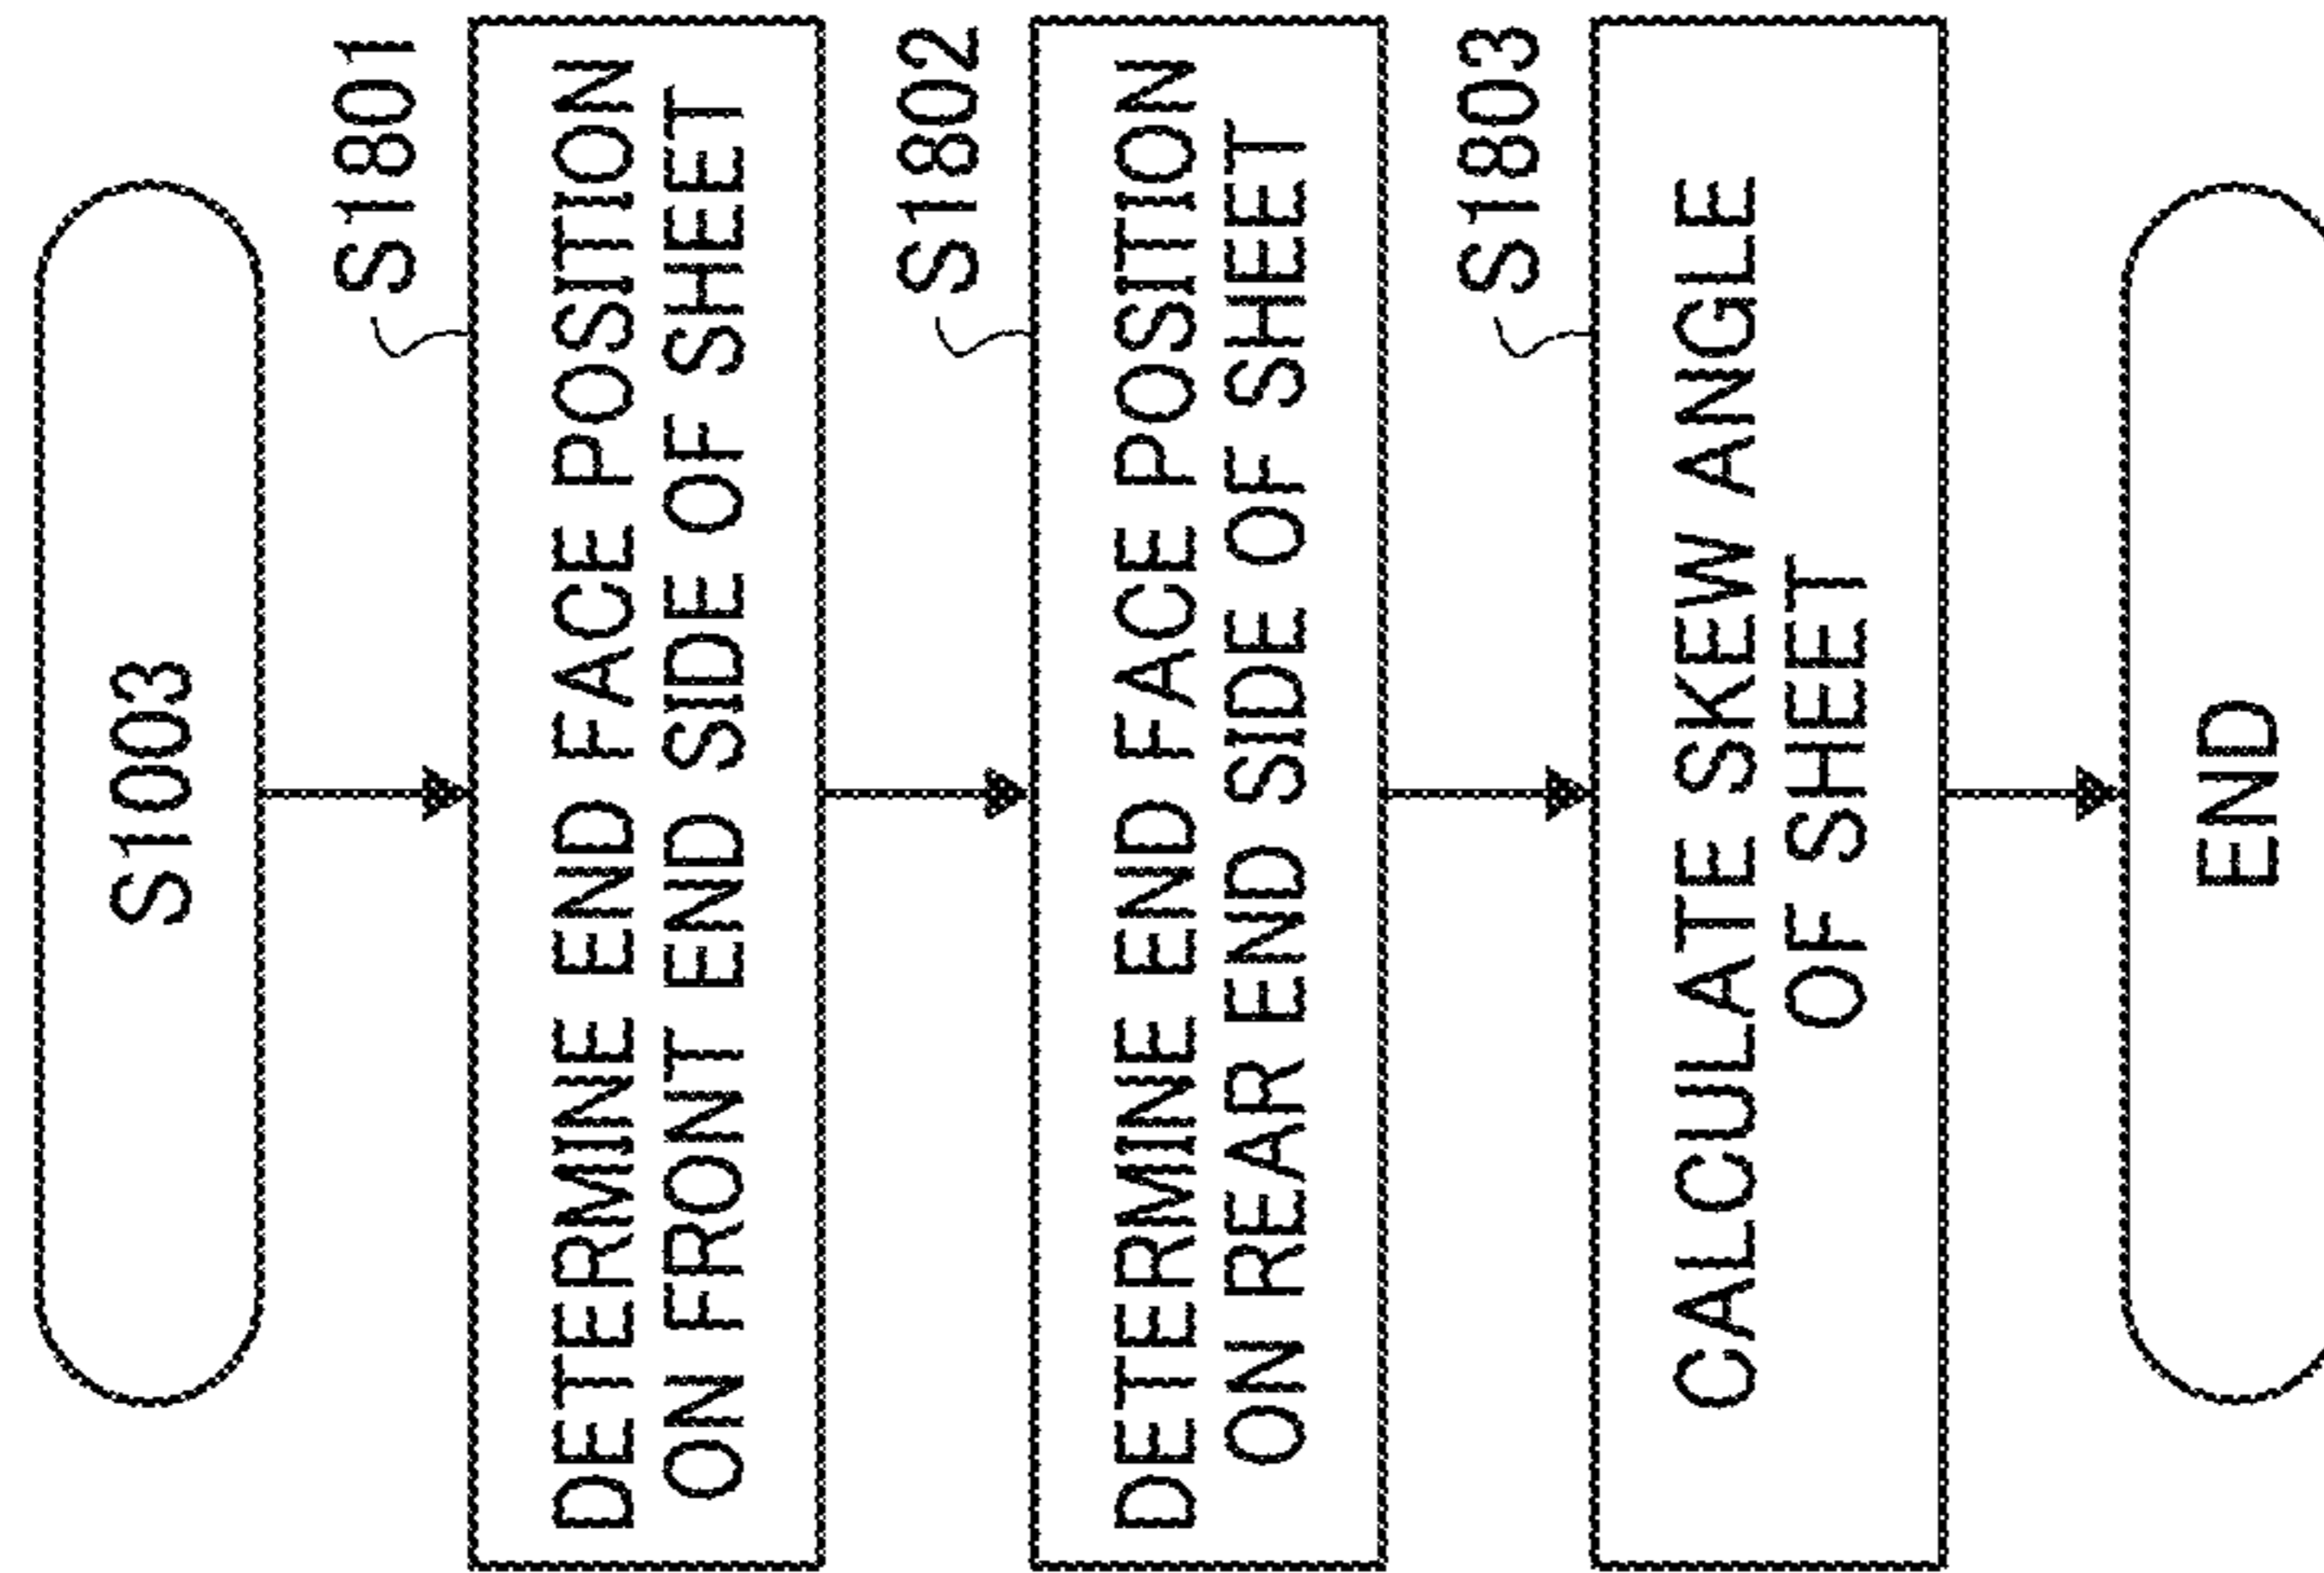 S1003
S1801
DETERMINE END FACE POSITION
ON FRONT END SIDE OF SHEET
S1802
DETERMINE END FACE POSITION
ON REAR END SIDE OF SHEET
S1803
CALCULATE SKEW ANGLE
OF SHEET
END